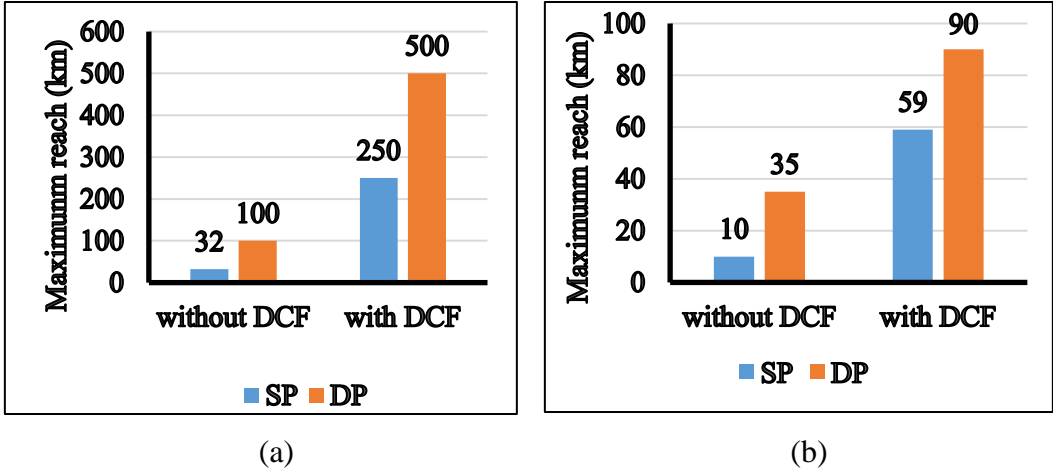 Maximunm reach (km)
600
500
400
300
200
100
0
32
100
250
500
without DCF
with DCF
SP DP
(a)
Maximunm reach (km)
100
80
60
40
20
0
10
35
59
90
without DCF
with DCF
SP DP
(b)